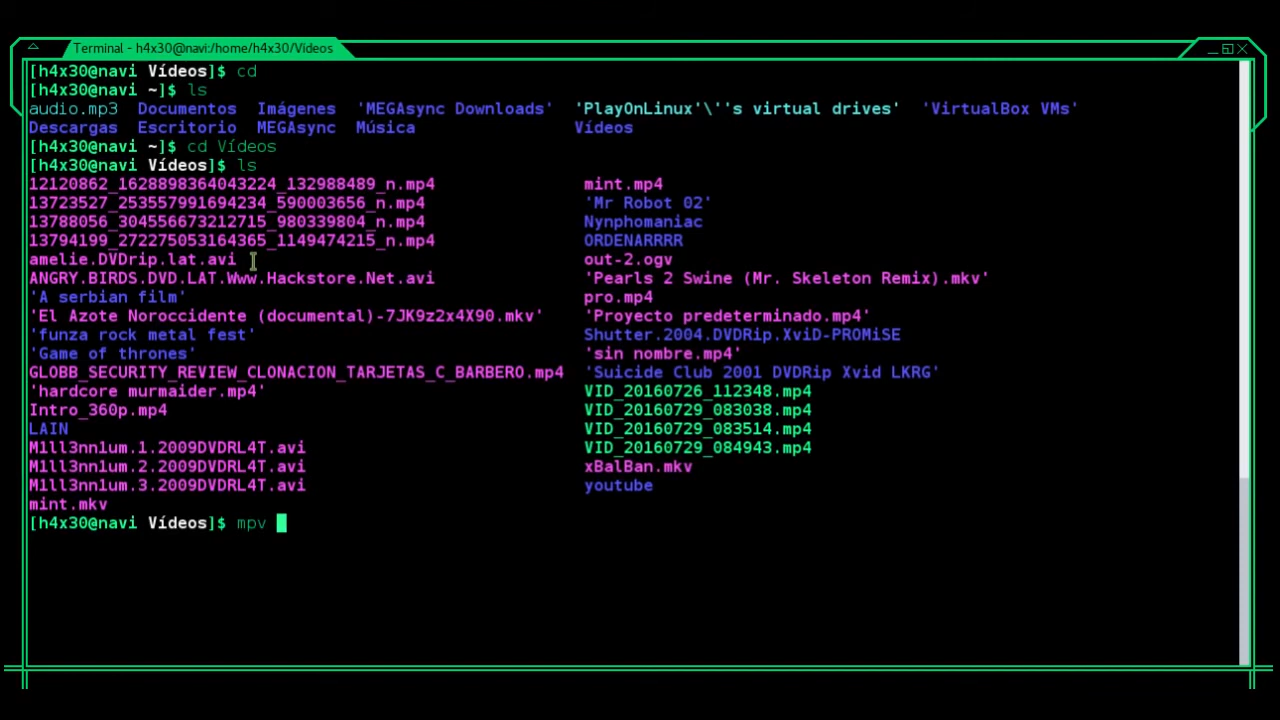 Terminal - h4x30@navi:/home/h4x30/Vídeos
[h4x30@navi Vídeos]$ cd
[h4x30@navi ~]$ ls
audio.mp3 Documentos Imágenes 'MEGAsync Downloads' 'PlayOnLinux'\''s virtual drives' 'VirtualBox VMs'
Descargas Escritorio MEGAsync Música Vídeos
[h4x30@navi ~]$ cd Vídeos
[h4x30@navi Vídeos]$ ls
12120862_1628898364043224_132988489_n.mp4 mint.mp4
13723527_253557991694234_590003656_n.mp4 'Mr Robot 02'
13788056_304556673212715_980339804_n.mp4 Nynphomaniac
13794199_272275053164365_1149474215_n.mp4 ORDENARRRR
amelie.DVDrip.lat.avi out-2.ogv
ANGRY.BIRDS.DVD.LAT.Www.Hackstore.Net.avi 'Pearls 2 Swine (Mr. Skeleton Remix).mkv'
'A serbian film' pro.mp4
'El Azote Noroccidente (documental)-7JK9z2x4X90.mkv' 'Proyecto predeterminado.mp4'
'funza rock metal fest' Shutter.2004.DVDRip.XviD-PROMiSE
'Game of thrones' 'sin nombre.mp4'
GLOBB_SECURITY_REVIEW_CLONACION_TARJETAS_C_BARBERO.mp4 'Suicide Club 2001 DVDRip Xvid LKRG'
'hardcore murmaider.mp4' VID_20160726_112348.mp4
Intro_360p.mp4 VID_20160729_083038.mp4
LAIN VID_20160729_083514.mp4
M1ll3nn1um.1.2009DVDRL4T.avi VID_20160729_084943.mp4
M1ll3nn1um.2.2009DVDRL4T.avi xBalBan.mkv
M1ll3nn1um.3.2009DVDRL4T.avi youtube
mint.mkv
[h4x30@navi Vídeos]$ mpv